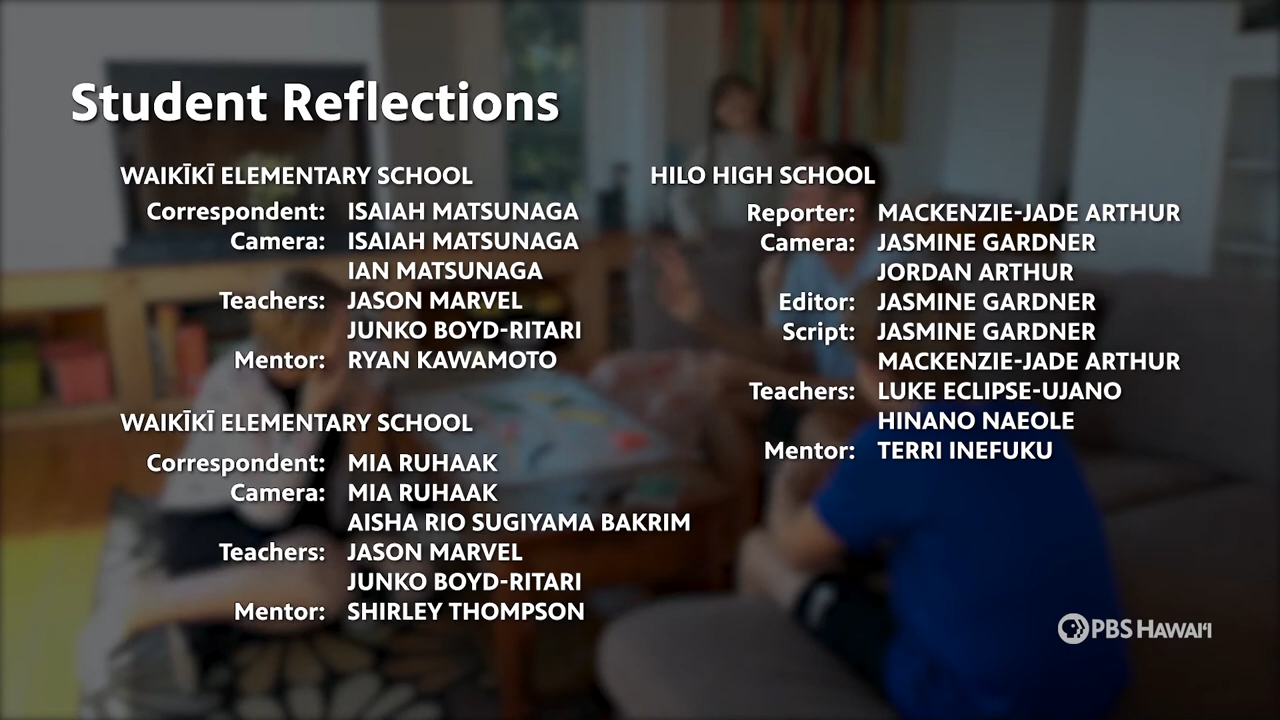 Student Reflections
WAIKĪKĪ ELEMENTARY SCHOOL
Correspondent: ISAIAH MATSUNAGA
Camera: ISAIAH MATSUNAGA
IAN MATSUNAGA
Teachers: JASON MARVEL
JUNKO BOYD-RITARI
Mentor: RYAN KAWAMOTO
WAIKĪKĪ ELEMENTARY SCHOOL
Correspondent: MIA RUHAAK
Camera: MIA RUHAAK
AISHA RIO SUGIYAMA BAKRIM
Teachers: JASON MARVEL
JUNKO BOYD-RITARI
Mentor: SHIRLEY THOMPSON
HILO HIGH SCHOOL
Reporter: MACKENZIE-JADE ARTHUR
Camera: JASMINE GARDNER
JORDAN ARTHUR
Editor: JASMINE GARDNER
Script: JASMINE GARDNER
MACKENZIE-JADE ARTHUR
Teachers: LUKE ECLIPSE-UJANO
HINANO NAEOLE
Mentor: TERRI INEFUKU
PBS HAWAIʻI